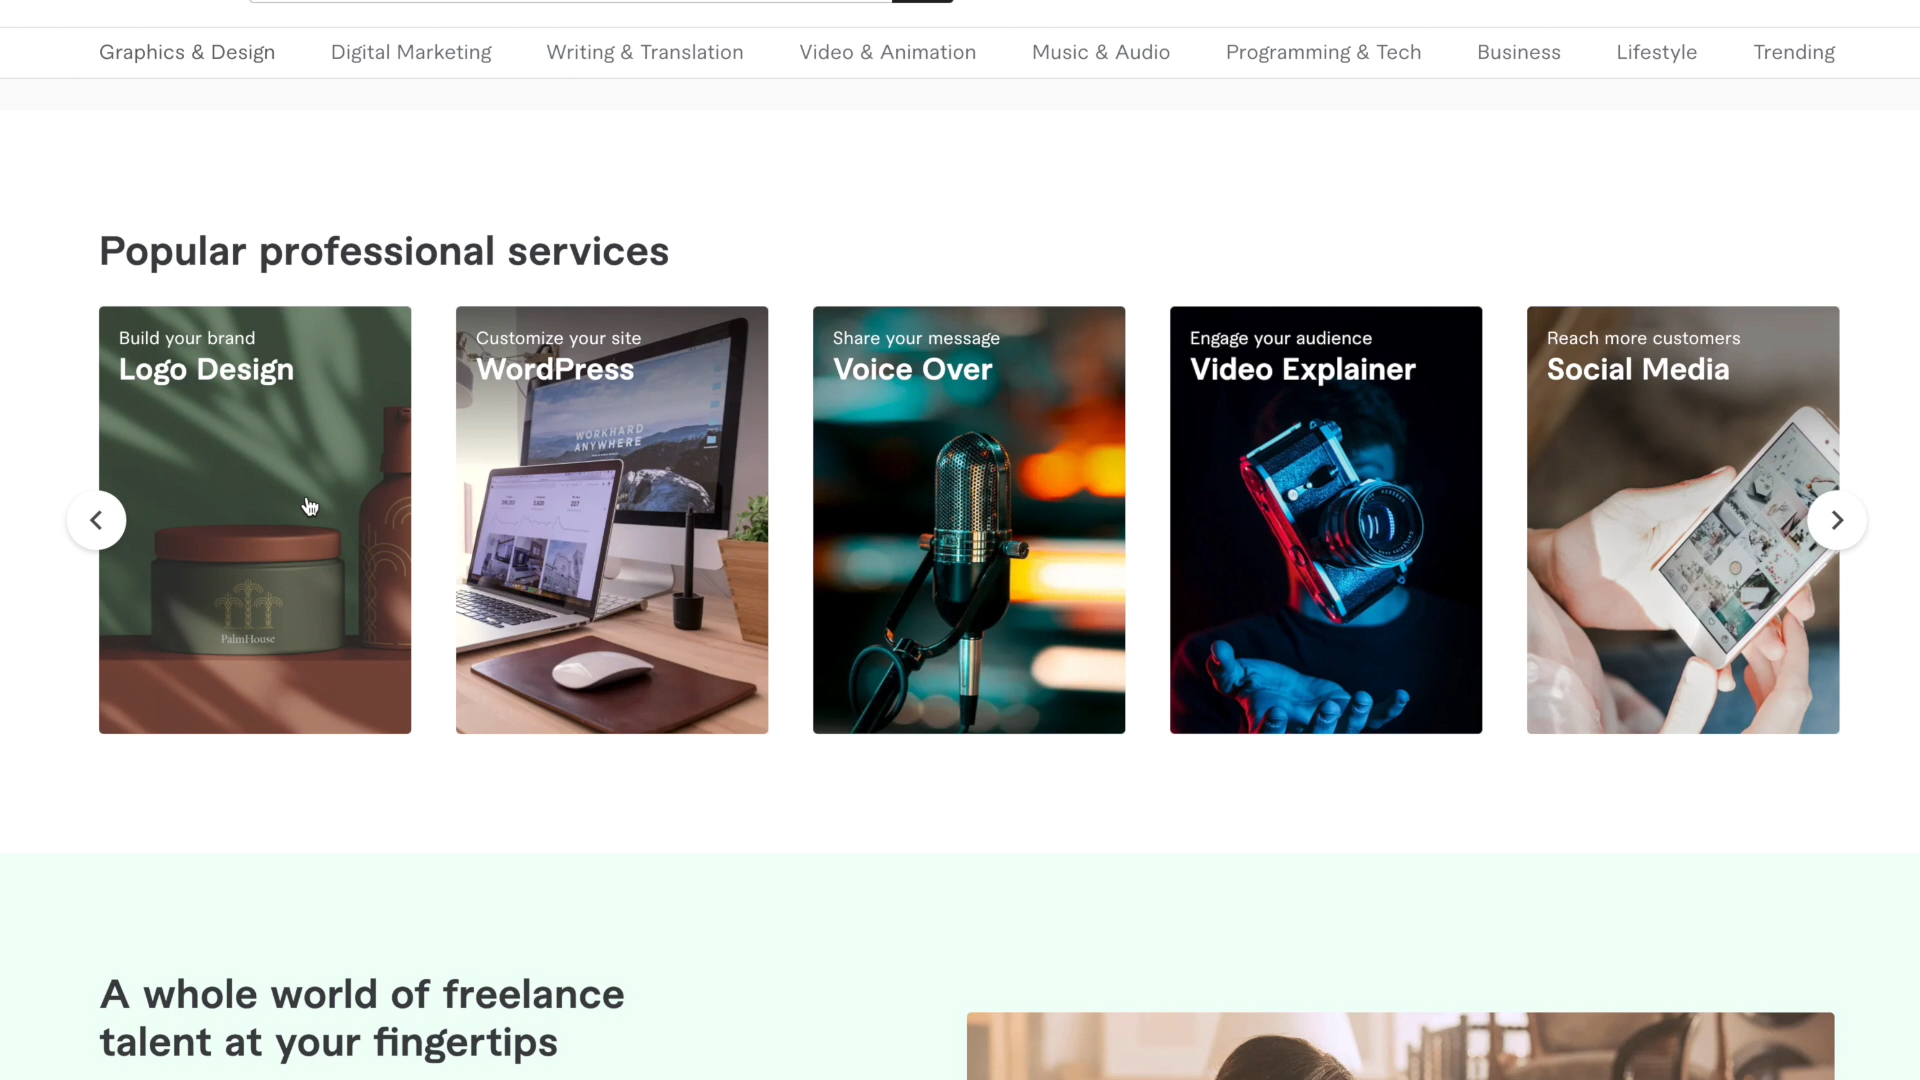 Graphics & Design Digital Marketing Writing & Translation Video & Animation Music & Audio Programming & Tech Business Lifestyle Trending
Popular professional services
Build your brand
Logo Design
PalmHouse
Customize your site
WordPress
WORKHARD
ANYWHERE
Share your message
Voice Over
Engage your audience
Video Explainer
Reach more customers
Social Media
A whole world of freelance
talent at your fingertips